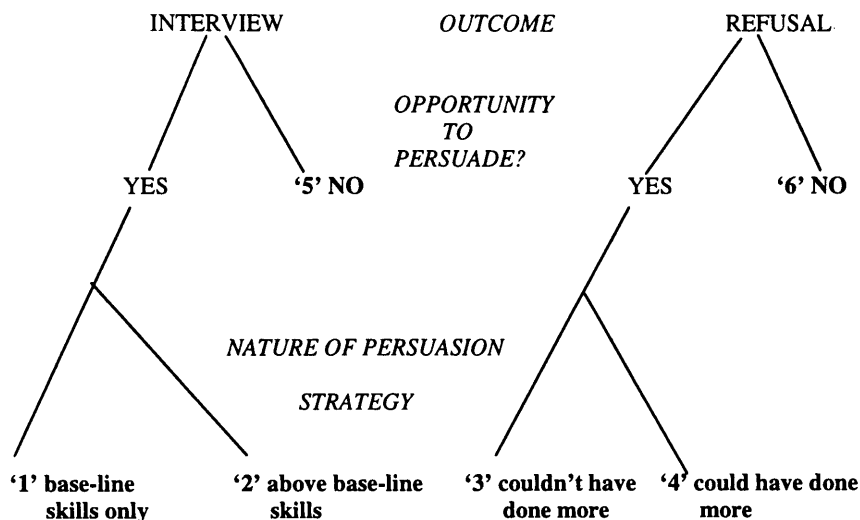 INTERVIEW OUTCOME REFUSAL
OPPORTUNITY
TO
PERSUADE?
YES ‘5’ NO YES ‘6’ NO
NATURE OF PERSUASION
STRATEGY
‘1’ base-line ‘2’ above base-line ‘3’ couldn't have ‘4’ could have done
skills only skills done more more